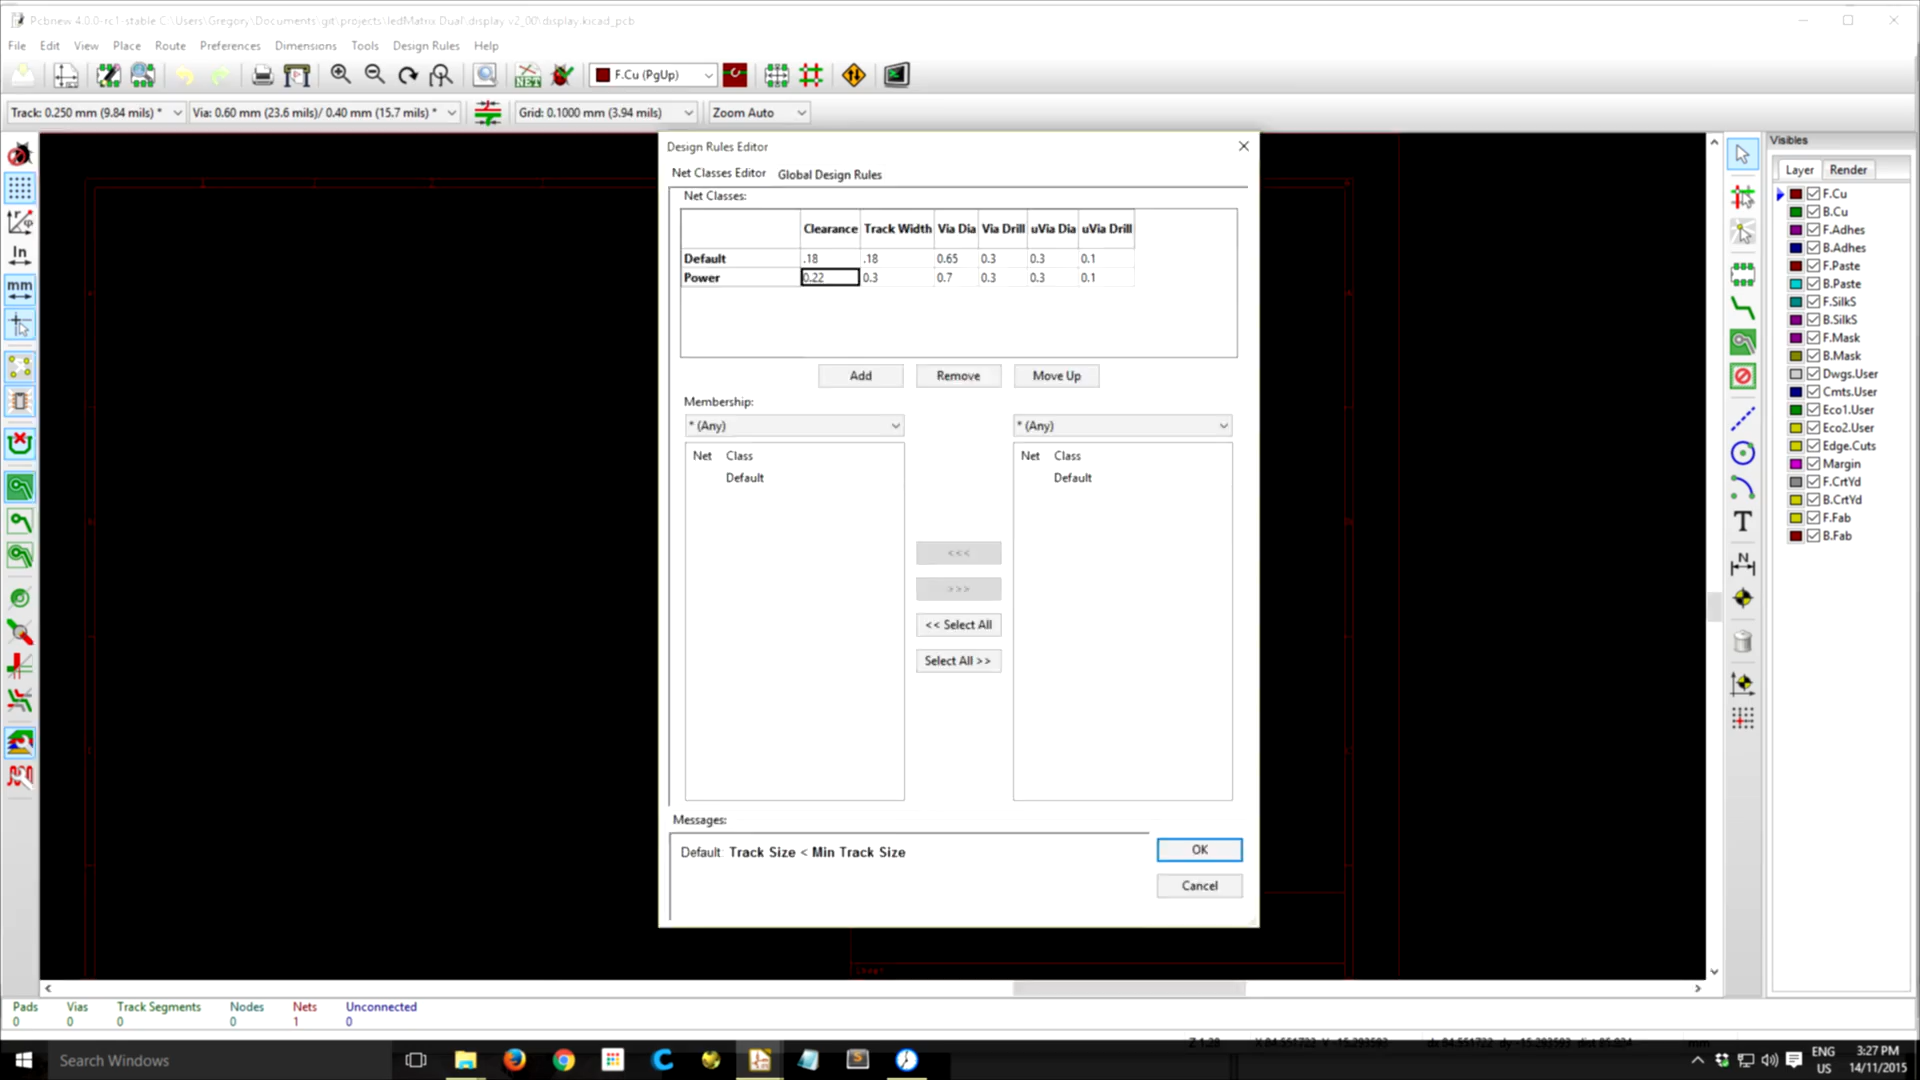 Pcbnew 4.0.0-rc1-stable C:\Users\Gregory\Documents\git\projects\ledMatrix Dual\display v2_00\display.kicad_pcb
File Edit View Place Route Preferences Dimensions Tools Design Rules Help
NET F.Cu (PgUp)
Track: 0.250 mm (9.84 mils) * Via: 0.60 mm (23.6 mils)/ 0.40 mm (15.7 mils) * Grid: 0.1000 mm (3.94 mils) Zoom Auto
Design Rules Editor
Net Classes Editor Global Design Rules
Net Classes:
Clearance Track Width Via Dia Via Drill uVia Dia uVia Drill
Default .18 .18 0.65 0.3 0.3 0.1
Power 0.22 0.3 0.7 0.3 0.3 0.1
Add Remove Move Up
Membership:
* (Any) * (Any)
Net Class Net Class
Default Default
<<<
>>>
<< Select All
Select All >>
Messages:
Default: Track Size < Min Track Size
OK
Cancel
In
mm
T
N
Visibles
Layer Render
F.Cu
B.Cu
F.Adhes
B.Adhes
F.Paste
B.Paste
F.SilkS
B.SilkS
F.Mask
B.Mask
Dwgs.User
Cmts.User
Eco1.User
Eco2.User
Edge.Cuts
Margin
F.CrtYd
B.CrtYd
F.Fab
B.Fab
Pads Vias Track Segments Nodes Nets Unconnected
0 0 0 0 1 0
Search Windows
ENG
US
3:27 PM
14/11/2015